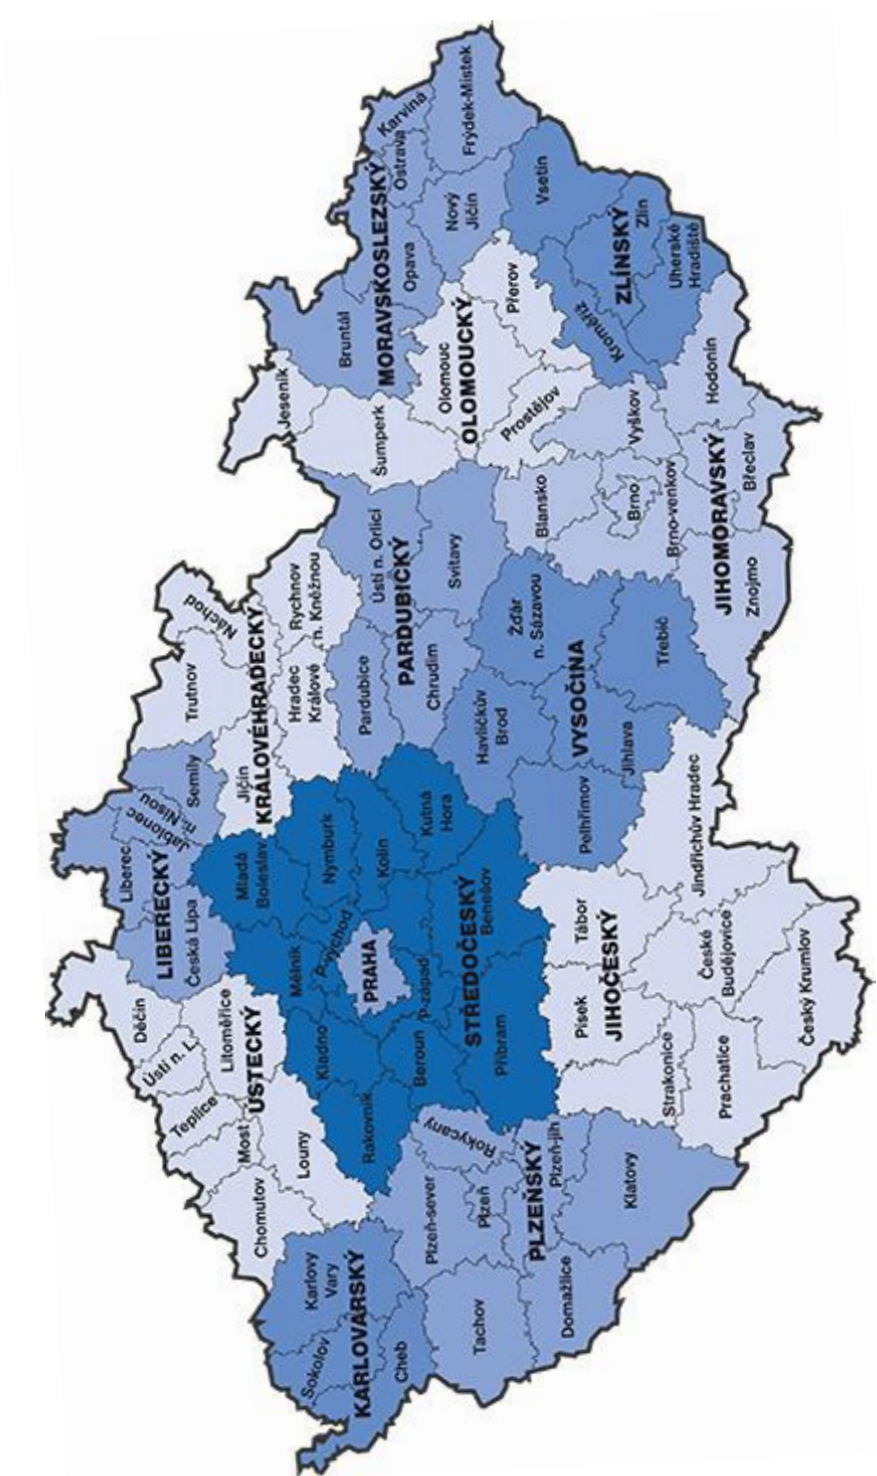 KARLOVARSKÝ
Sokolov
Karlovy
Vary
Cheb
ÚSTECKÝ
Chomutov
Most
Teplice
Ústí n. L.
Děčín
Litoměřice
Louny
LIBERECKÝ
Česká Lípa
Liberec
Jablonec
n. Nisou
Semily
KRÁLOVÉHRADECKÝ
Jičín
Trutnov
Náchod
Hradec
Králové
Rychnov
n. Kněžnou
PLZEŇSKÝ
Tachov
Plzeň-sever
Plzeň
Rokycany
Plzeň-jih
Domažlice
Klatovy
STŘEDOČESKÝ
Rakovník
Kladno
Mělník
Mladá
Boleslav
Nymburk
Kolín
Kutná
Hora
P-východ
PRAHA
P-západ
Beroun
Příbram
Benešov
PARDUBICKÝ
Pardubice
Chrudim
Ústí n. Orlicí
Svitavy
JIHOČESKÝ
Písek
Tábor
Strakonice
Prachatice
České
Budějovice
Český Krumlov
Jindřichův Hradec
VYSOČINA
Pelhřimov
Havlíčkův
Brod
Jihlava
Žďár
n. Sázavou
Třebíč
JIHOMORAVSKÝ
Znojmo
Brno-venkov
Brno
Blansko
Vyškov
Břeclav
Hodonín
OLOMOUCKÝ
Jeseník
Šumperk
Olomouc
Prostějov
Přerov
MORAVSKOSLEZSKÝ
Bruntál
Opava
Ostrava
Karviná
Nový
Jičín
Frýdek-Místek
ZLÍNSKÝ
Kroměříž
Vsetín
Zlín
Uherské
Hradiště